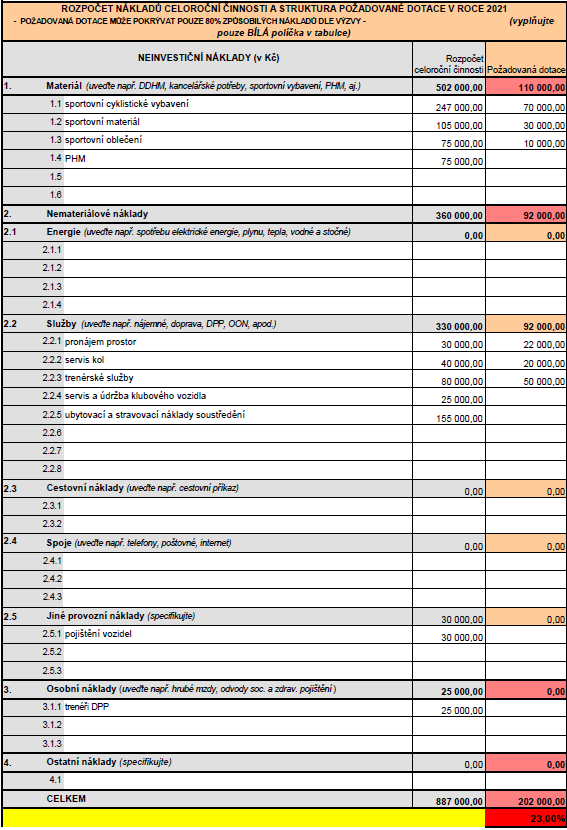 ROZPOČET NÁKLADŮ CELOROČNÍ ČINNOSTI A STRUKTURA POŽADOVANÉ DOTACE V ROCE 2021
- POŽADOVANÁ DOTACE MŮŽE POKRÝVAT POUZE 80% ZPŮSOBILÝCH NÁKLADŮ DLE VÝZVY - (vyplňujte
pouze BÍLÁ políčka v tabulce)
NEINVESTIČNÍ NÁKLADY (v Kč) Rozpočet celoroční činnosti Požadovaná dotace
1. Materiál (uveďte např. DDHM, kancelářské potřeby, sportovní vybavení, PHM, aj.) 502 000,00 110 000,00
1.1 sportovní cyklistické vybavení 247 000,00 70 000,00
1.2 sportovní materiál 105 000,00 30 000,00
1.3 sportovní oblečení 75 000,00 10 000,00
1.4 PHM 75 000,00
1.5
1.6
2. Nemateriálové náklady 360 000,00 92 000,00
2.1 Energie (uveďte např. spotřebu elektrické energie, plynu, tepla, vodné a stočné) 0,00 0,00
2.1.1
2.1.2
2.1.3
2.1.4
2.2 Služby (uveďte např. nájemné, doprava, DPP, OON, apod.) 330 000,00 92 000,00
2.2.1 pronájem prostor 30 000,00 22 000,00
2.2.2 servis kol 40 000,00 20 000,00
2.2.3 trenérské služby 80 000,00 50 000,00
2.2.4 servis a údržba klubového vozidla 25 000,00
2.2.5 ubytovací a stravovací náklady soustředění 155 000,00
2.2.6
2.2.7
2.2.8
2.3 Cestovní náklady (uveďte např. cestovní příkaz) 0,00 0,00
2.3.1
2.3.2
2.4 Spoje (uveďte např. telefony, poštovné, internet) 0,00 0,00
2.4.1
2.4.2
2.4.3
2.5 Jiné provozní náklady (specifikujte) 30 000,00 0,00
2.5.1 pojištění vozidel 30 000,00
2.5.2
2.5.3
3. Osobní náklady (uveďte např. hrubé mzdy, odvody soc. a zdrav. pojištění ) 25 000,00 0,00
3.1.1 trenéři DPP 25 000,00
3.1.2
3.1.3
4. Ostatní náklady (specifikujte) 0,00 0,00
4.1
CELKEM 887 000,00 202 000,00
23,00%